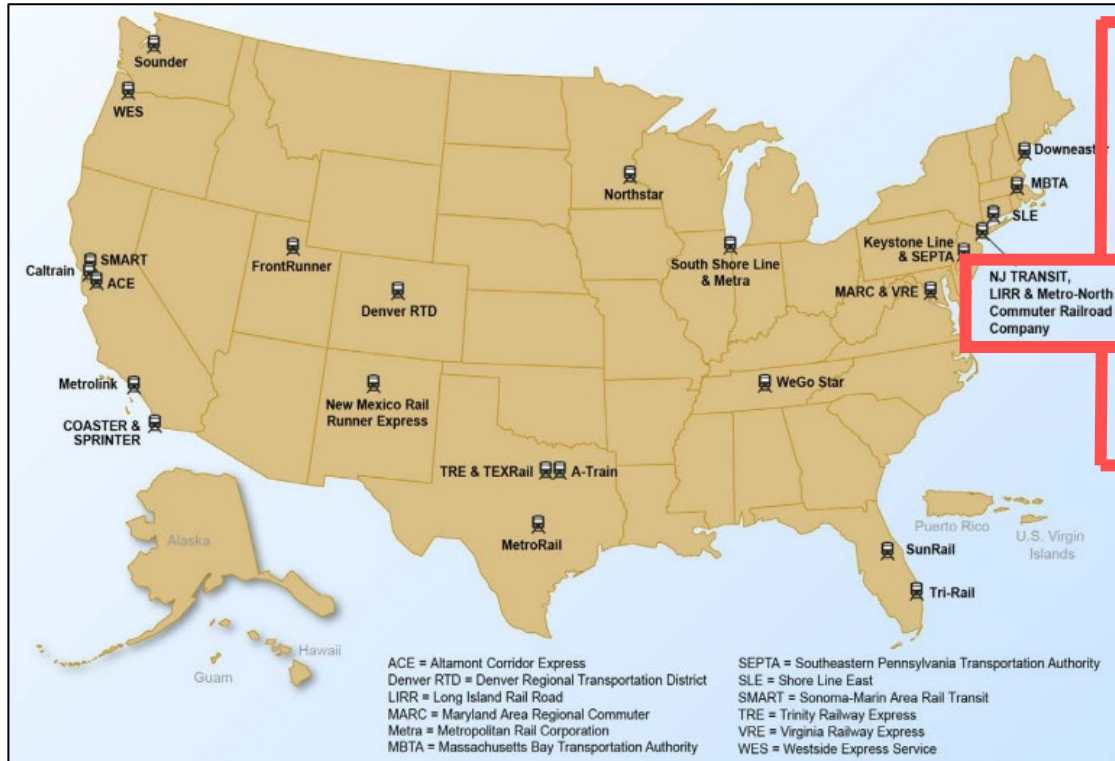 Sounder
WES
Downeaster
Northstar
MBTA
SLE
Keystone Line
& SEPTA
SMART
Caltrain
ACE
FrontRunner
South Shore Line
& Metra
NJ TRANSIT,
LIRR & Metro-North
Commuter Railroad
Company
MARC & VRE
Denver RTD
Metrolink
New Mexico Rail
Runner Express
WeGo Star
COASTER &
SPRINTER
TRE & TEXRail
A-Train
MetroRail
Puerto Rico
U.S. Virgin
Islands
Alaska
SunRail
Tri-Rail
Hawaii
Guam
ACE = Altamont Corridor Express
Denver RTD = Denver Regional Transportation District
LIRR = Long Island Rail Road
MARC = Maryland Area Regional Commuter
Metra = Metropolitan Rail Corporation
MBTA = Massachusetts Bay Transportation Authority
SEPTA = Southeastern Pennsylvania Transportation Authority
SLE = Shore Line East
SMART = Sonoma-Marin Area Rail Transit
TRE = Trinity Railway Express
VRE = Virginia Railway Express
WES = Westside Express Service